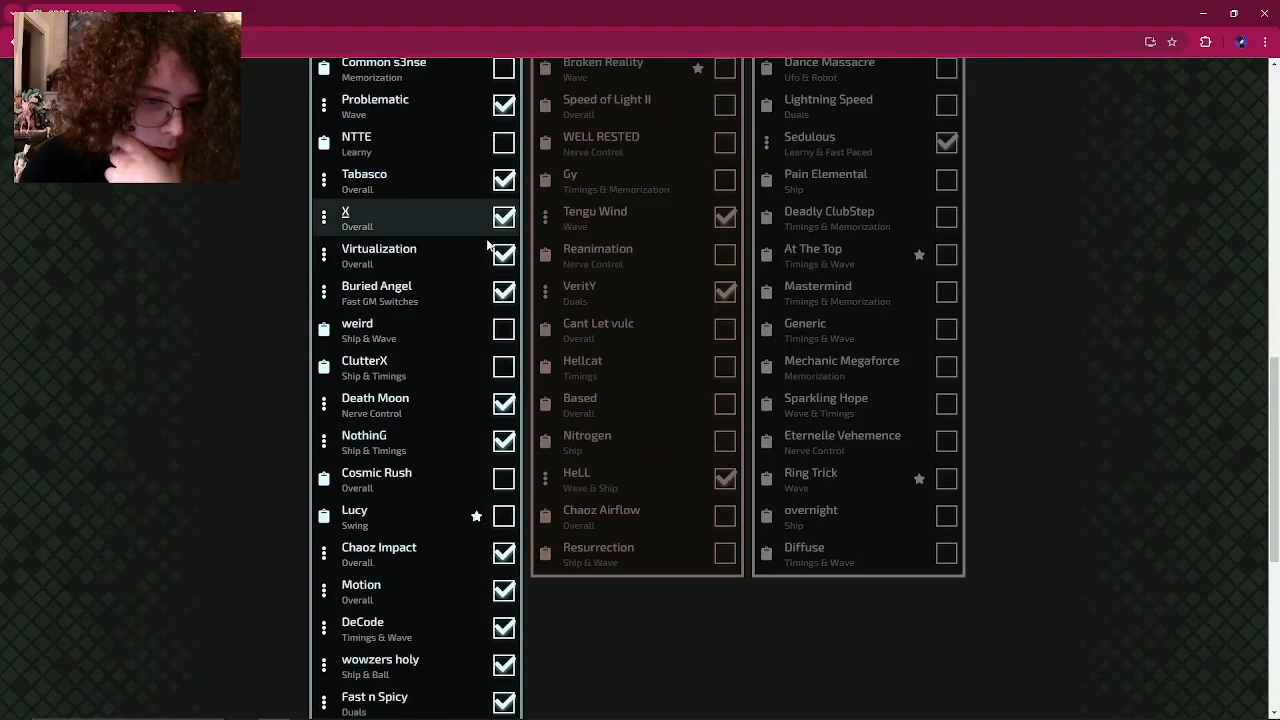 Common s3nse
Memorization
Problematic
Wave
NTTE
Learny
Tabasco
Overall
X
Overall
Virtualization
Overall
Buried Angel
Fast GM Switches
weird
Ship & Wave
ClutterX
Ship & Timings
Death Moon
Nerve Control
NothinG
Ship & Timings
Cosmic Rush
Overall
Lucy
Swing
Chaoz Impact
Overall
Motion
Overall
DeCode
Timings & Wave
wowzers holy
Ship & Ball
Fast n Spicy
Duals
Broken Reality
Wave
Speed of Light II
Overall
WELL RESTED
Nerve Control
Gy
Timings & Memorization
Tengu Wind
Wave
Reanimation
Nerve Control
VeritY
Duals
Cant Let vulc
Overall
Hellcat
Timings
Based
Overall
Nitrogen
Ship
HeLL
Wave & Ship
Chaoz Airflow
Overall
Resurrection
Ship & Wave
Dance Massacre
Ufo & Robot
Lightning Speed
Duals
Sedulous
Learny & Fast Paced
Pain Elemental
Ship
Deadly ClubStep
Timings & Memorization
At The Top
Timings & Wave
Mastermind
Timings & Memorization
Generic
Timings & Wave
Mechanic Megaforce
Memorization
Sparkling Hope
Wave & Timings
Eternelle Vehemence
Nerve Control
Ring Trick
Wave
overnight
Ship
Diffuse
Timings & Wave